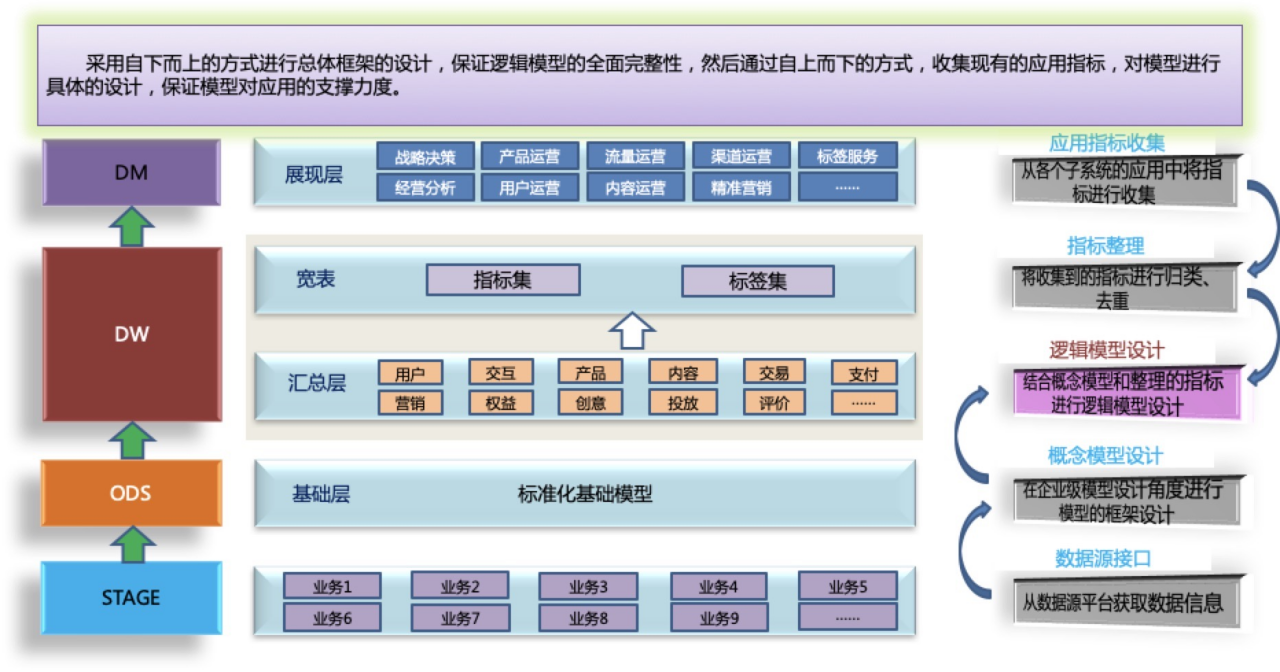 采用自下而上的方式进行总体框架的设计，保证逻辑模型的全面完整性，然后通过自上而下的方式，收集现有的应用指标，对模型进行
具体的设计，保证模型对应用的支撑力度。
DM
展现层
战略决策 产品运营 流量运营 渠道运营 标签服务
经营分析 用户运营 内容运营 精准营销 ……
应用指标收集
从各个子系统的应用中将指
标进行收集
DW
宽表
指标集 标签集
指标整理
将收集到的指标进行归类、
去重
汇总层
用户 交互 产品 内容 交易 支付
营销 权益 创意 投放 评价 ……
逻辑模型设计
结合概念模型和整理的指标
进行逻辑模型设计
ODS
基础层
标准化基础模型
概念模型设计
在企业级模型设计角度进行
模型的框架设计
STAGE
业务1 业务2 业务3 业务4 业务5
业务6 业务7 业务8 业务9 ……
数据源接口
从数据源平台获取数据信息